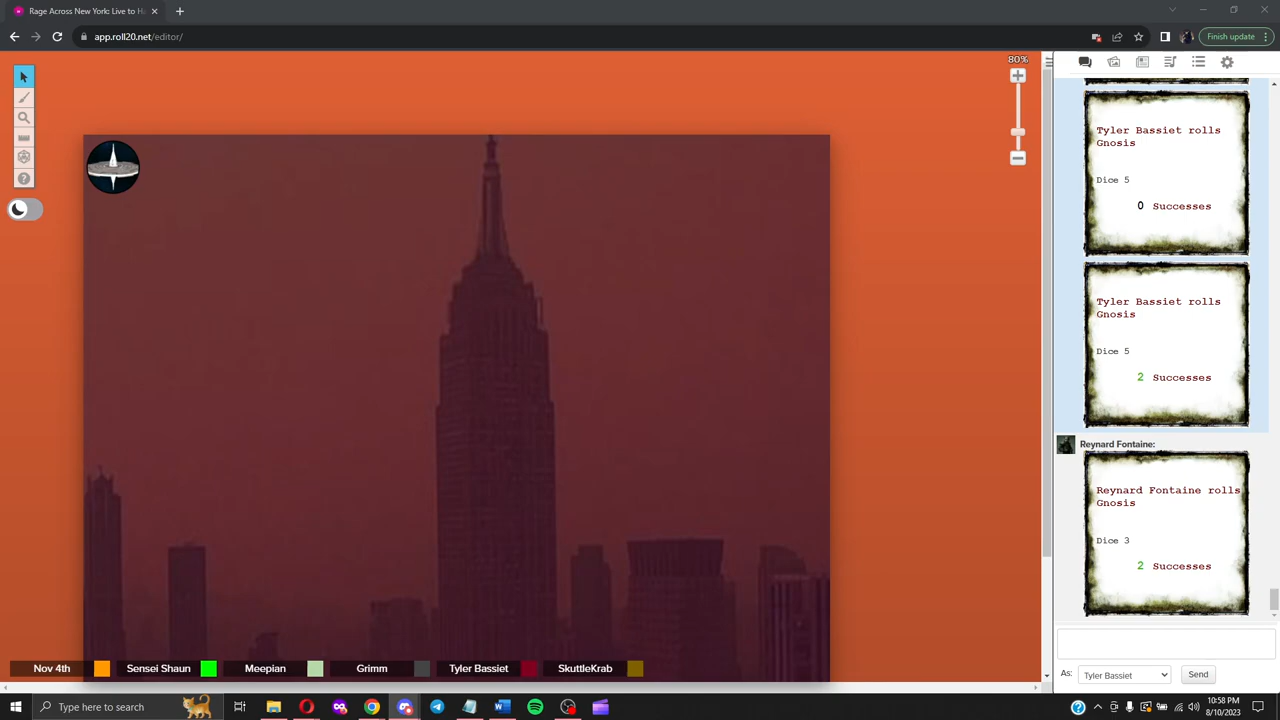 Rage Across New York! Live to H
app.roll20.net/editor/
Finish update
80%
Tyler Bassiet rolls
Gnosis
Dice 5
0 Successes
Tyler Bassiet rolls
Gnosis
Dice 5
2 Successes
Reynard Fontaine:
Reynard Fontaine rolls
Gnosis
Dice 3
2 Successes
Nov 4th
Sensei Shaun
Meepian
Grimm
Tyler Bassiet
SkuttleKrab
As:
Tyler Bassiet
Send
Type here to search
10:58 PM
8/10/2023